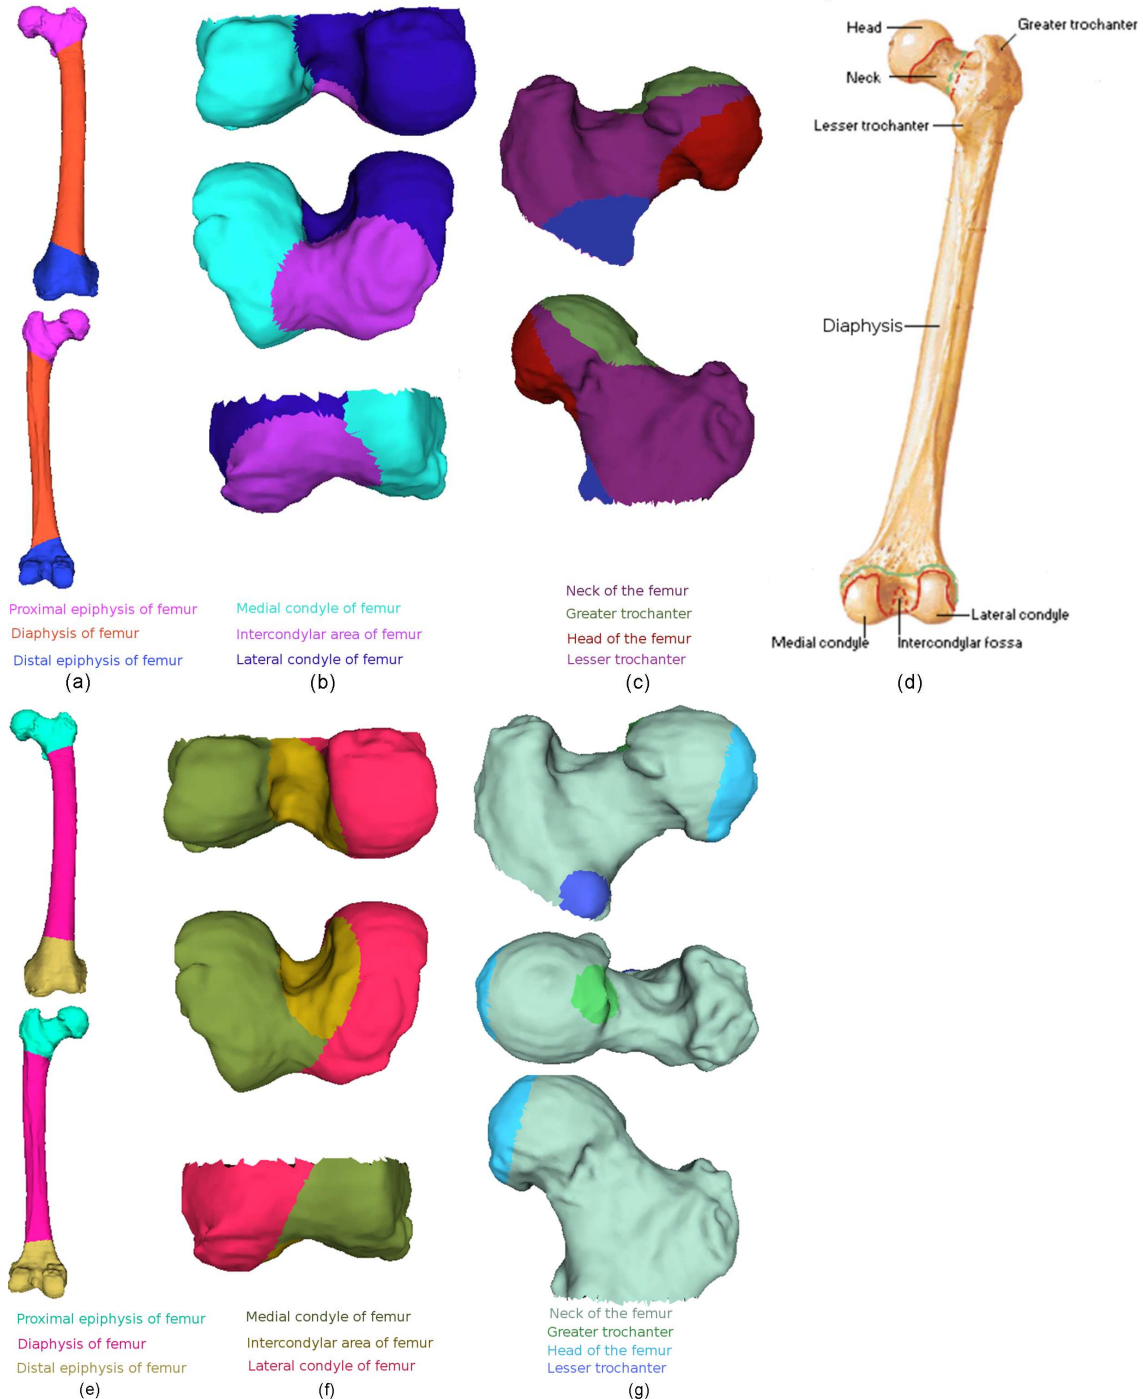 Head
Greater trochanter
Neck
Lesser trochanter
Diaphysis
Lateral condyle
Medial condyle
Intercondylar fossa
Proximal epiphysis of femur
Diaphysis of femur
Distal epiphysis of femur
(a)
Medial condyle of femur
Intercondylar area of femur
Lateral condyle of femur
(b)
Neck of the femur
Greater trochanter
Head of the femur
Lesser trochanter
(c)
(d)
Proximal epiphysis of femur
Diaphysis of femur
Distal epiphysis of femur
(e)
Medial condyle of femur
Intercondylar area of femur
Lateral condyle of femur
(f)
Neck of the femur
Greater trochanter
Head of the femur
Lesser trochanter
(g)